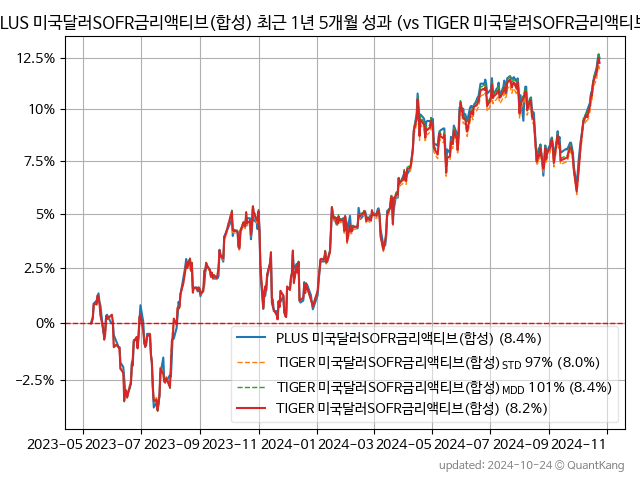 PLUS 미국달러SOFR금리액티브(합성) 최근 1년 5개월 성과 (vs TIGER 미국달러SOFR금리액티브
12.5%
10%
7.5%
5%
2.5%
0%
−2.5%
PLUS 미국달러SOFR금리액티브(합성) (8.4%)
TIGER 미국달러SOFR금리액티브(합성) STD 97% (8.0%)
TIGER 미국달러SOFR금리액티브(합성) MDD 101% (8.4%)
TIGER 미국달러SOFR금리액티브(합성) (8.2%)
2023-05 2023-07 2023-09 2023-11 2024-01 2024-03 2024-05 2024-07 2024-09 2024-11
updated: 2024-10-24 © QuantKang